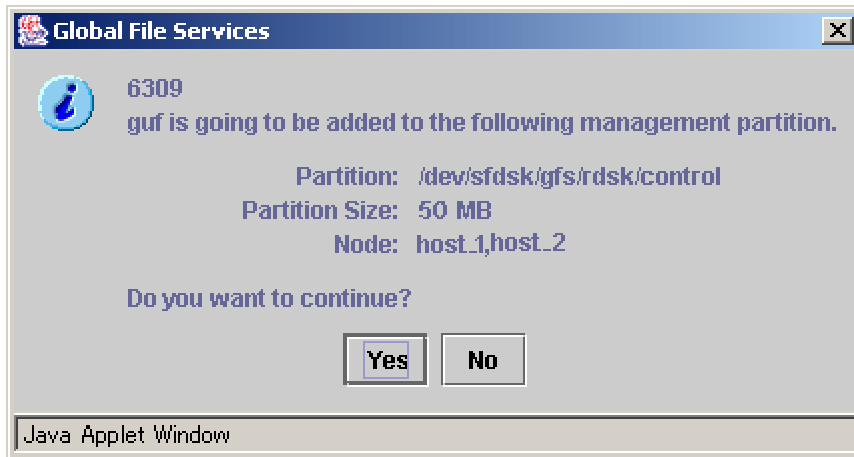 Global File Services
6309
guf is going to be added to the following management partition.
Partition: /dev/sfdsk/gfs/rdsk/control
Partition Size: 50 MB
Node: host_1,host_2
Do you want to continue?
Yes No
Java Applet Window